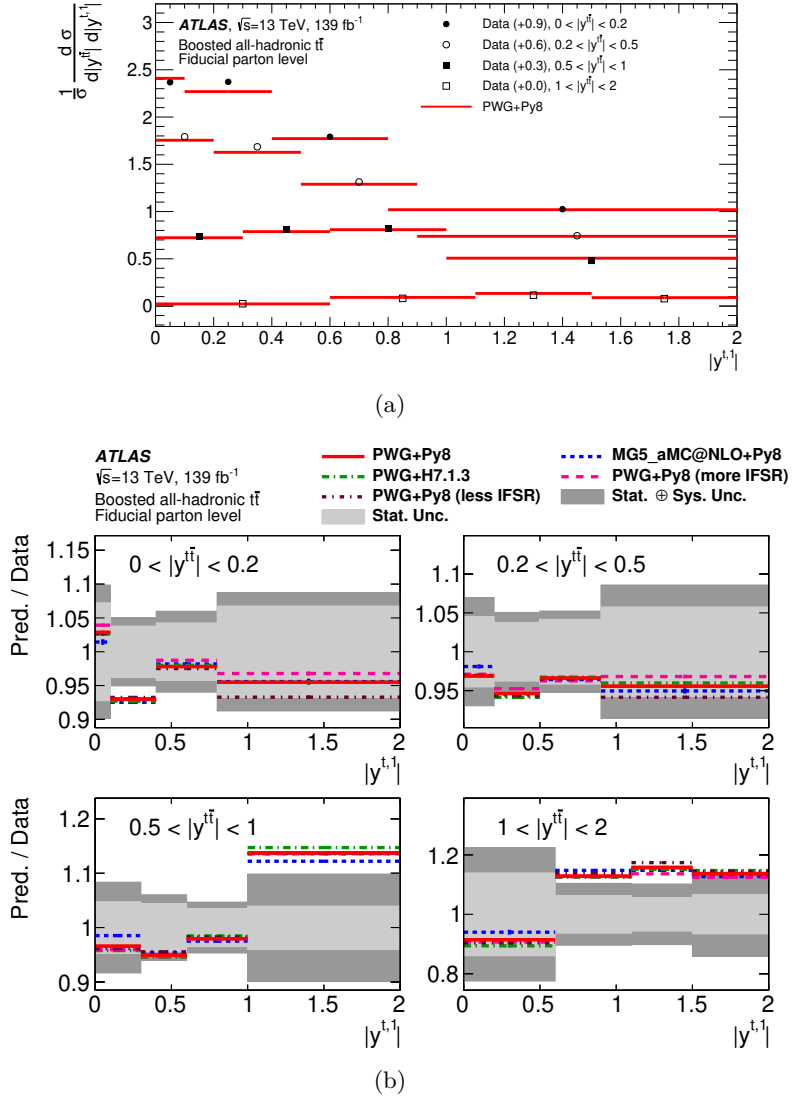 ATLAS, √s=13 TeV, 139 fb⁻¹
Boosted all-hadronic tt̄
Fiducial parton level
Data (+0.9), 0 < |y^tt̄| < 0.2
Data (+0.6), 0.2 < |y^tt̄| < 0.5
Data (+0.3), 0.5 < |y^tt̄| < 1
Data (+0.0), 1 < |y^tt̄| < 2
PWG+Py8
1/σ d σ / d|y^tt̄| d|y^t,1|
3
2.5
2
1.5
1
0.5
0
0 0.2 0.4 0.6 0.8 1 1.2 1.4 1.6 1.8 2
|y^t,1|
(a)
ATLAS
√s=13 TeV, 139 fb⁻¹
Boosted all-hadronic tt̄
Fiducial parton level
PWG+Py8
MG5_aMC@NLO+Py8
PWG+H7.1.3
PWG+Py8 (more IFSR)
PWG+Py8 (less IFSR)
Stat. ⊕ Sys. Unc.
Stat. Unc.
Pred. / Data
0 < |y^tt̄| < 0.2
1.15
1.1
1.05
1
0.95
0.9
0 0.5 1 1.5 2
|y^t,1|
0.2 < |y^tt̄| < 0.5
1.15
1.1
1.05
1
0.95
0 0.5 1 1.5 2
|y^t,1|
Pred. / Data
0.5 < |y^tt̄| < 1
1.2
1.1
1
0.9
0 0.5 1 1.5 2
|y^t,1|
1 < |y^tt̄| < 2
1.2
1
0.8
0 0.5 1 1.5 2
|y^t,1|
(b)